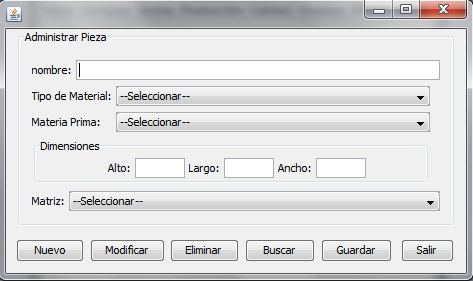 Administrar Pieza
nombre:
Tipo de Material: --Seleccionar--
Materia Prima: --Seleccionar--
Dimensiones
Alto: Largo: Ancho:
Matriz: --Seleccionar--
Nuevo Modificar Eliminar Buscar Guardar Salir